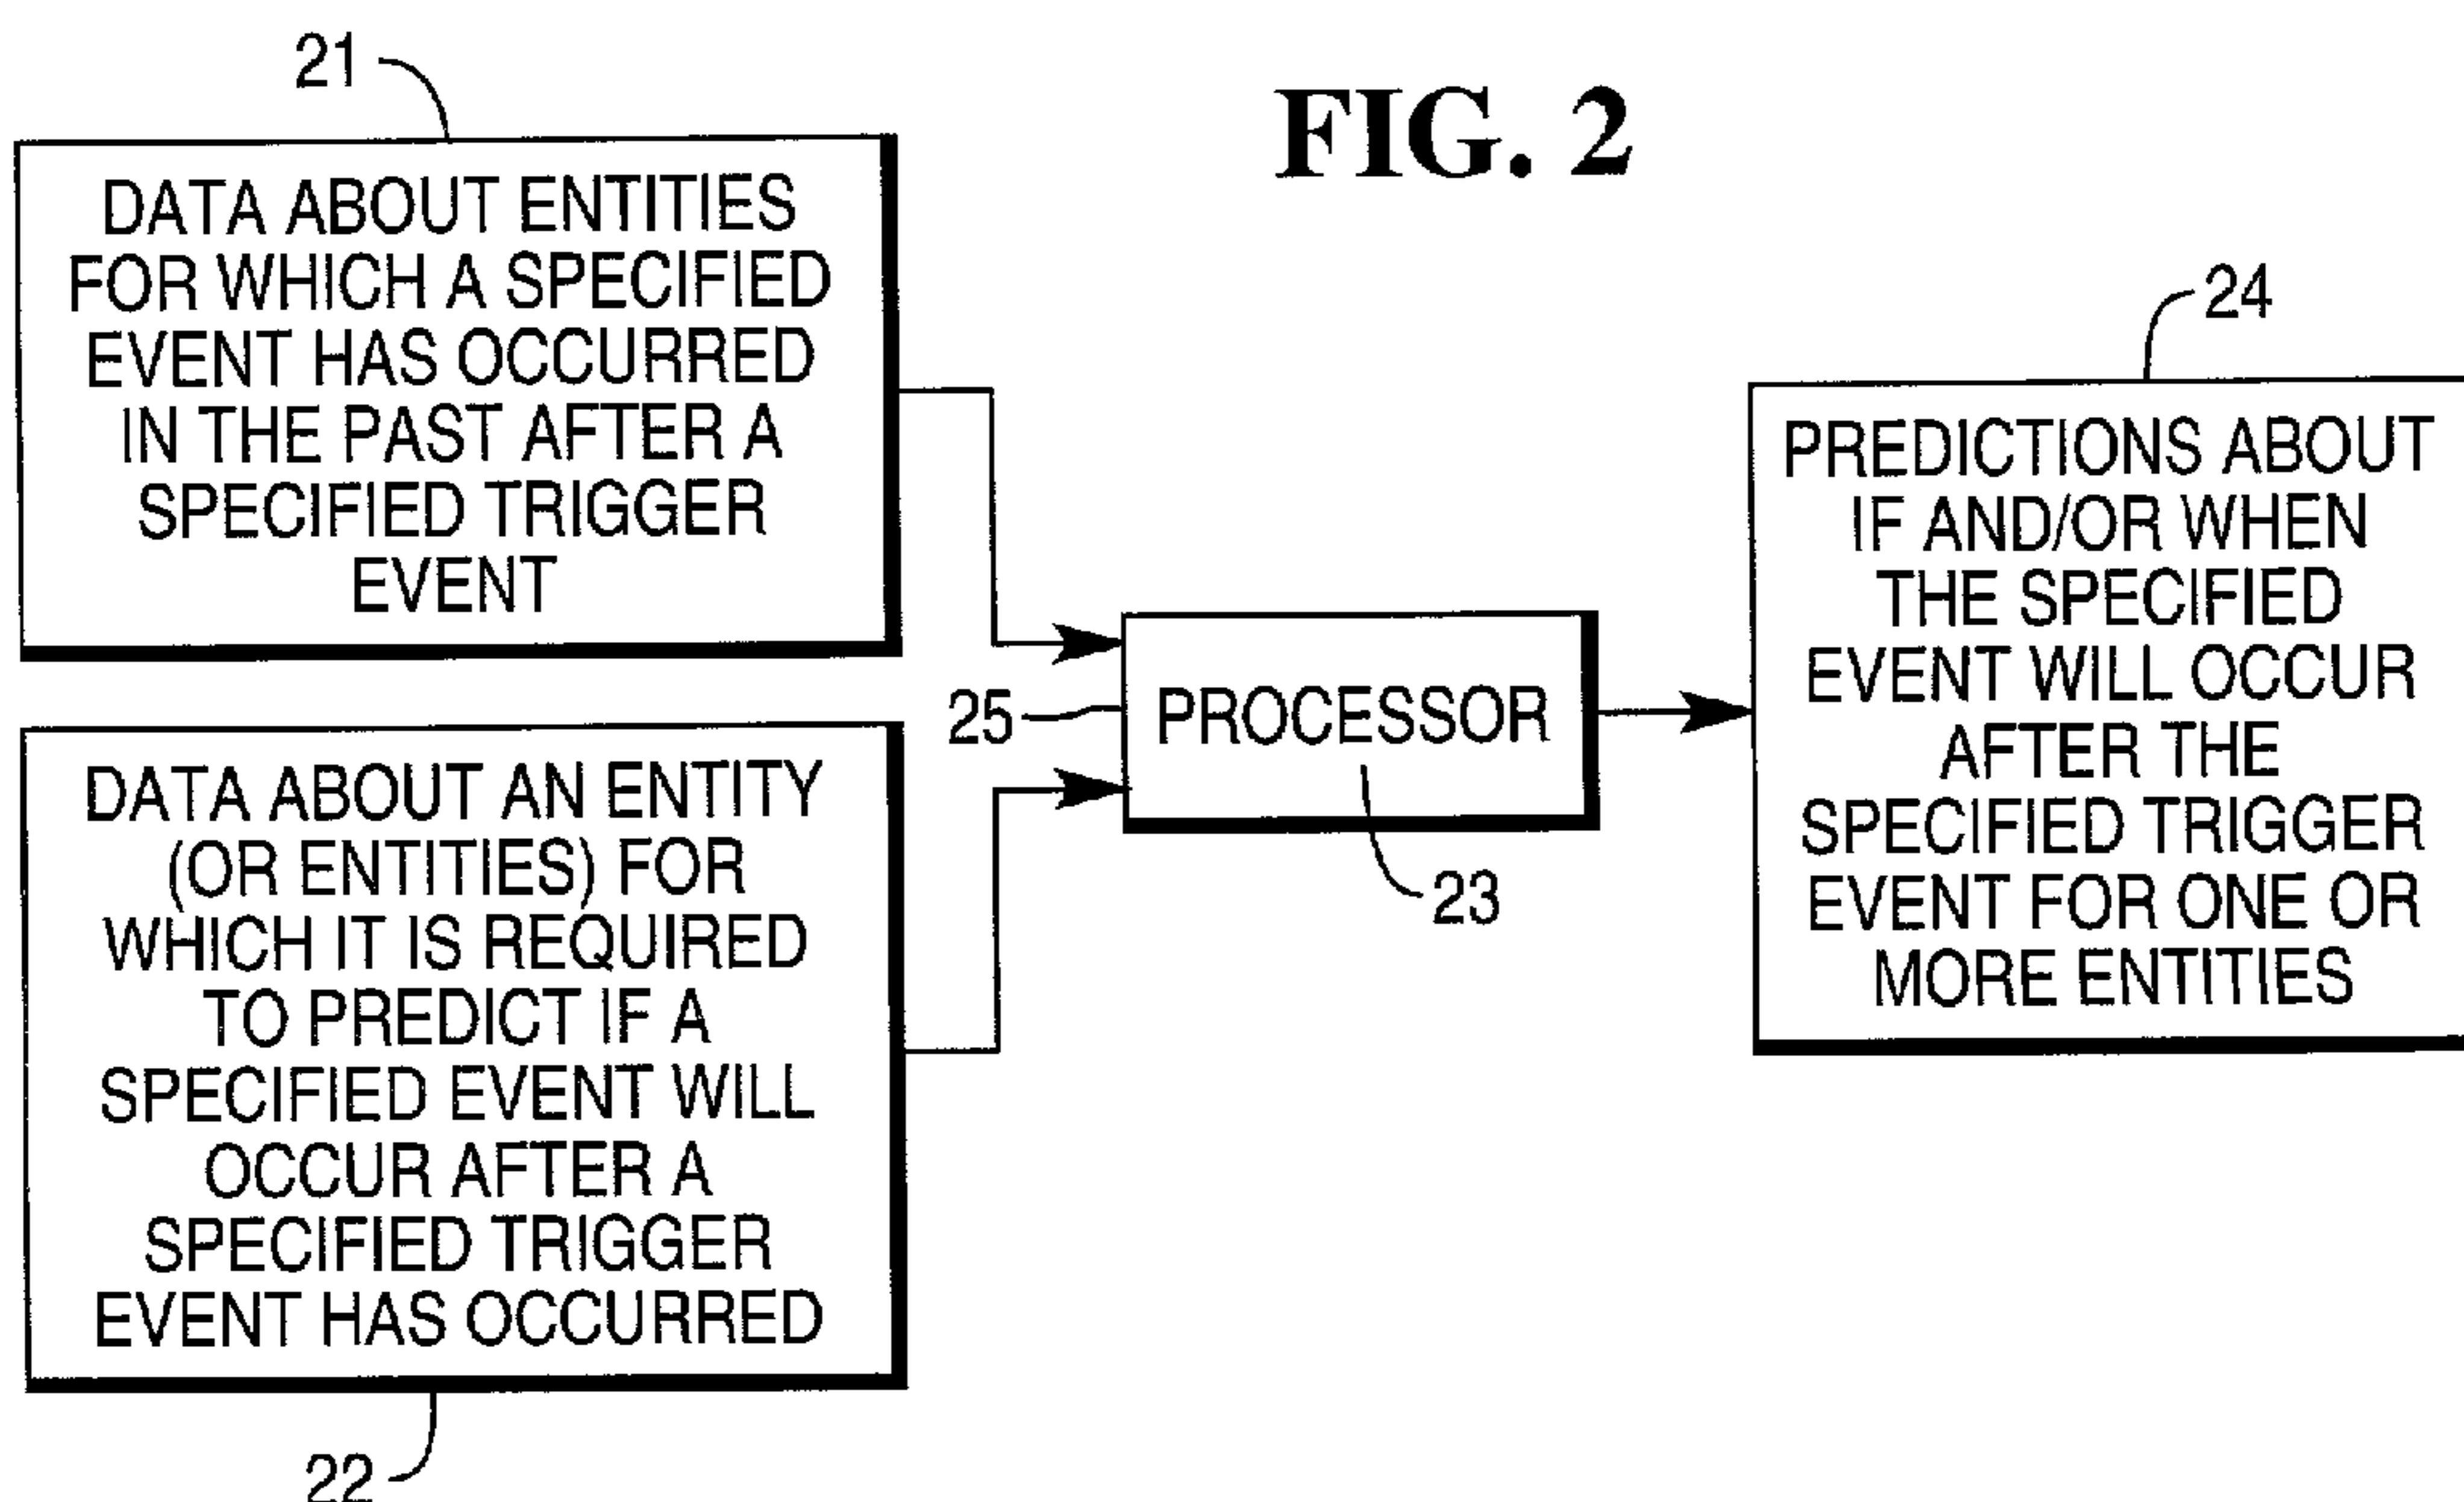 21
FIG. 2
DATA ABOUT ENTITIES
FOR WHICH A SPECIFIED
EVENT HAS OCCURRED
IN THE PAST AFTER A
SPECIFIED TRIGGER
EVENT
24
PREDICTIONS ABOUT
IF AND/OR WHEN
THE SPECIFIED
EVENT WILL OCCUR
AFTER THE
SPECIFIED TRIGGER
EVENT FOR ONE OR
MORE ENTITIES
25
PROCESSOR
23
DATA ABOUT AN ENTITY
(OR ENTITIES) FOR
WHICH IT IS REQUIRED
TO PREDICT IF A
SPECIFIED EVENT WILL
OCCUR AFTER A
SPECIFIED TRIGGER
EVENT HAS OCCURRED
22